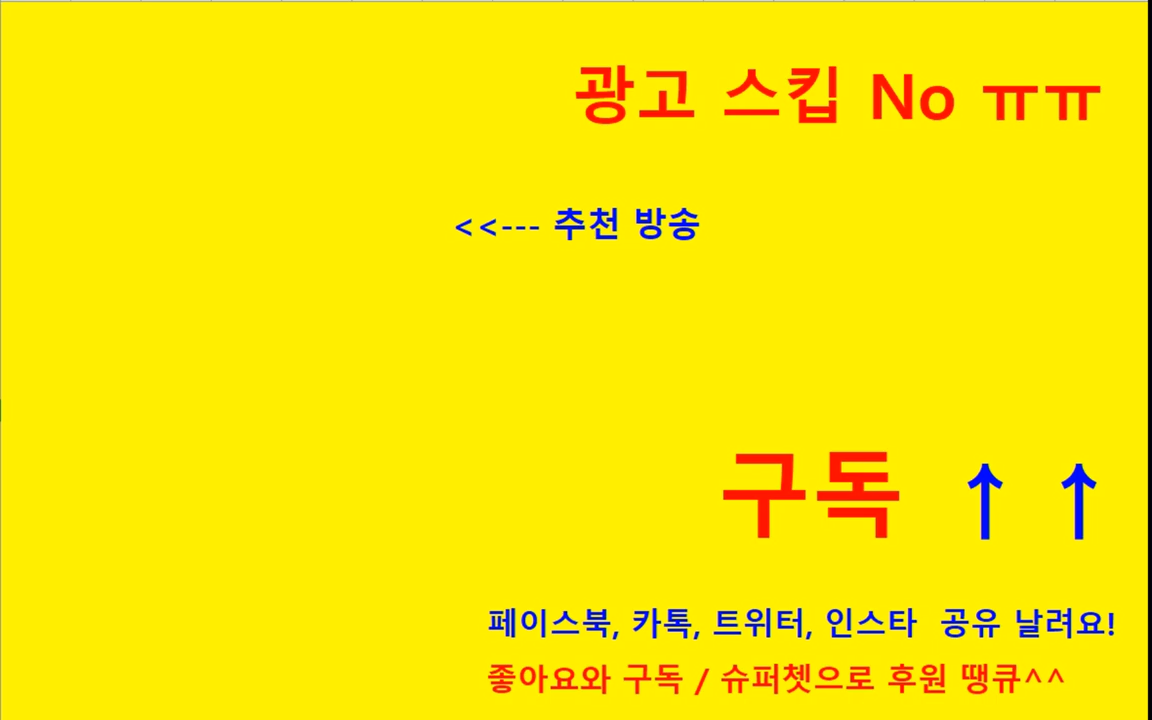 광고 스킵 No ㅠㅠ
<<--- 추천 방송
구독 ↑ ↑
페이스북, 카톡, 트위터, 인스타 공유 날려요!
좋아요와 구독 / 슈퍼쳇으로 후원 땡큐^^